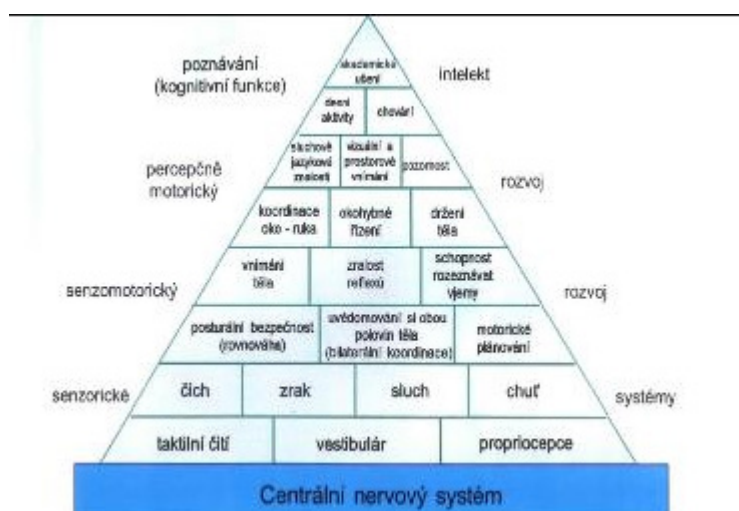 poznávání
(kognitivní funkce)
akademické
učení
intelekt
denní
aktivity
chování
percepčně
motorický
sluchově
jazykové
znalosti
vizuální a
prostorové
vnímání
pozornost
rozvoj
koordinace
oko - ruka
okohybné
řízení
držení
těla
senzomotorický
vnímání
těla
zralost
reflexů
schopnost
rozeznávat
vjemy
rozvoj
posturální bezpečnost
(rovnováha)
uvědomování si obou
polovin těla
(bilaterální koordinace)
motorické
plánování
senzorické
čich
zrak
sluch
chuť
systémy
taktilní čití
vestibulár
propriocepce
Centrální nervový systém